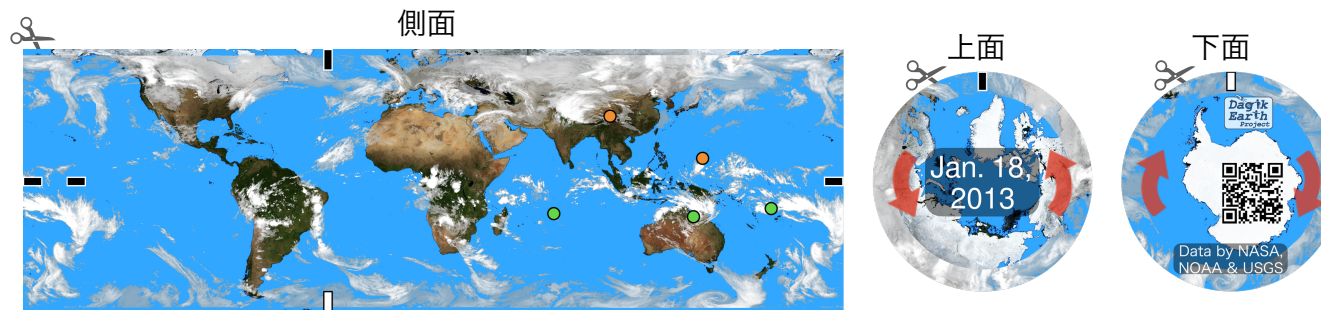 側面
上面
下面
Jan. 18,
2013
Dagik
Earth
Project
Data by NASA,
NOAA & USGS